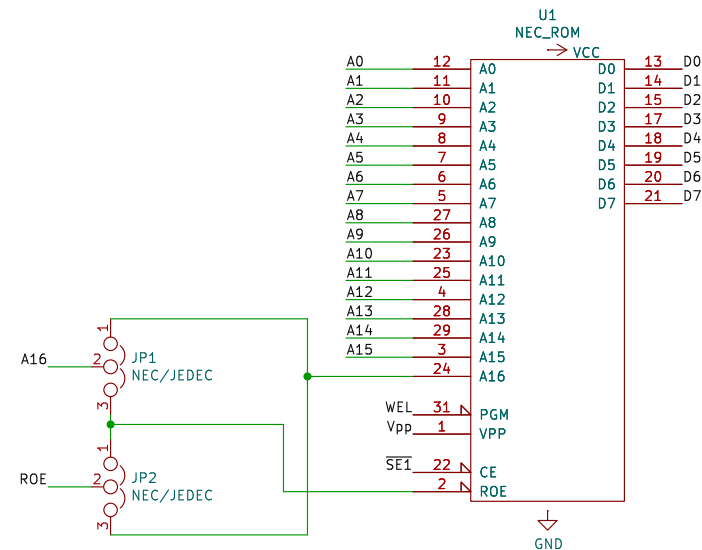 U1
NEC_ROM
VCC
A0 12 A0 D0 13 D0
A1 11 A1 D1 14 D1
A2 10 A2 D2 15 D2
A3 9 A3 D3 17 D3
A4 8 A4 D4 18 D4
A5 7 A5 D5 19 D5
A6 6 A6 D6 20 D6
A7 5 A7 D7 21 D7
A8 27 A8
A9 26 A9
A10 23 A10
A11 25 A11
A12 4 A12
A13 28 A13
A14 29 A14
A15 3 A15
24 A16
WEL 31 PGM
Vpp 1 VPP
SE1 22 CE
2 ROE
GND
1
A16 2 JP1
NEC/JEDEC
3
1
ROE 2 JP2
NEC/JEDEC
3